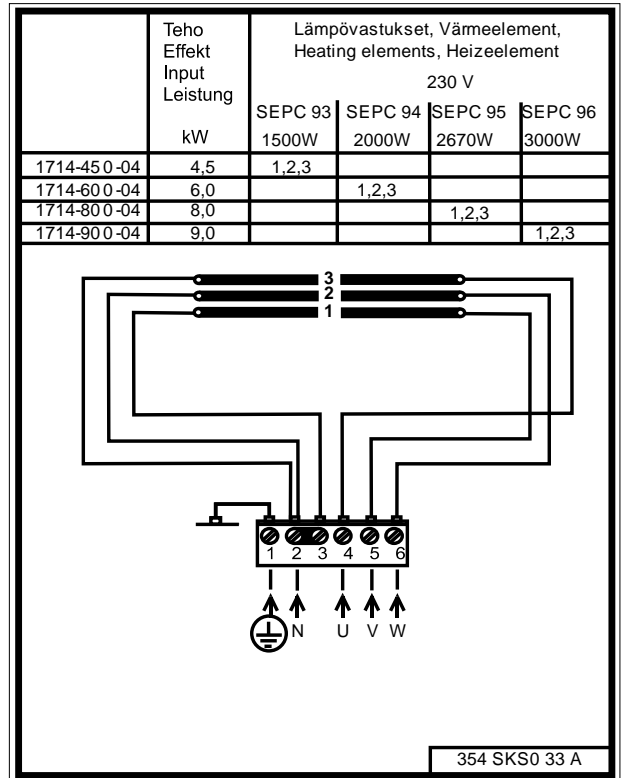 Teho
Effekt
Input
Leistung
kW
Lämpövastukset, Värmeelement,
Heating elements, Heizeelement
230 V
SEPC 93 SEPC 94 SEPC 95 SEPC 96
1500W 2000W 2670W 3000W
1714-450-04 4,5 1,2,3
1714-600-04 6,0 1,2,3
1714-800-04 8,0 1,2,3
1714-900-04 9,0 1,2,3
3
2
1
1 2 3 4 5 6
N U V W
354 SKS0 33 A